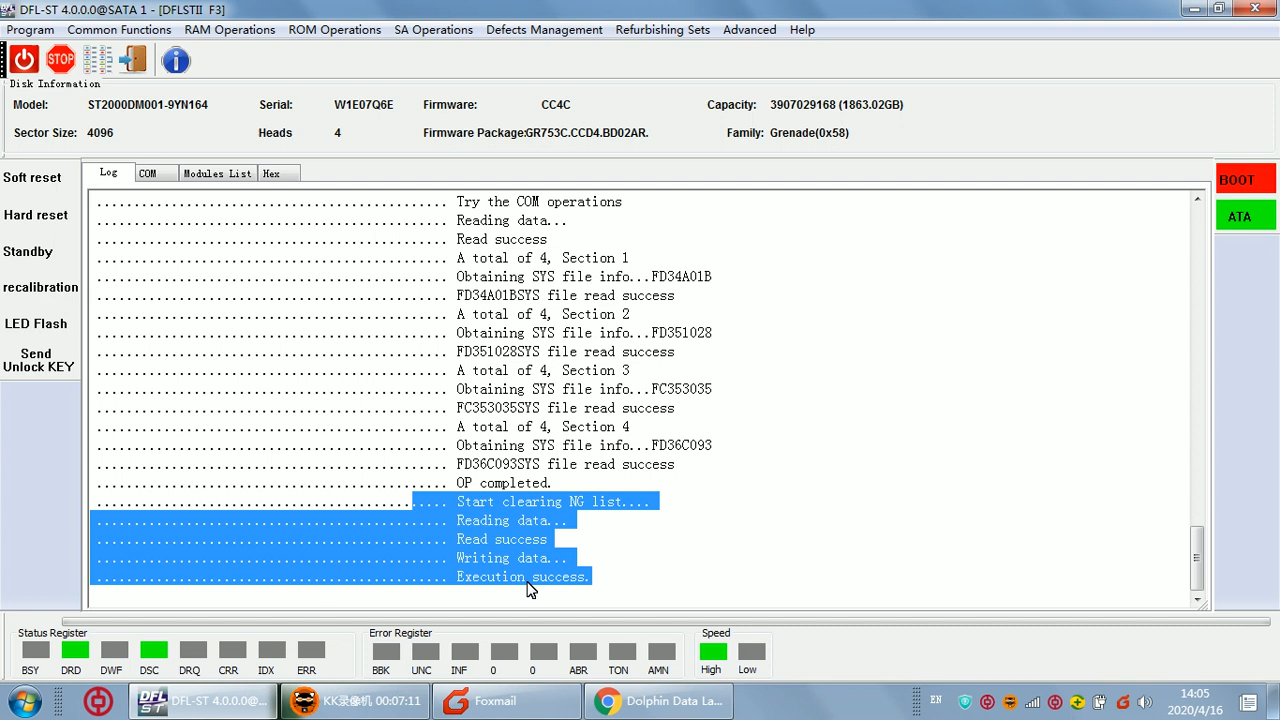 DFL-ST 4.0.0.0@SATA 1 - [DFLSTII F3]
Program Common Functions RAM Operations ROM Operations SA Operations Defects Management Refurbishing Sets Advanced Help
STOP
Disk Information
Model: ST2000DM001-9YN164 Serial: W1E07Q6E Firmware: CC4C Capacity: 3907029168 (1863.02GB)
Sector Size: 4096 Heads 4 Firmware Package:GR753C.CCD4.BD02AR. Family: Grenade(0x58)
Log COM Modules List Hex
Soft reset
Hard reset
Standby
recalibration
LED Flash
Send
Unlock KEY
............................................... Try the COM operations
............................................... Reading data...
............................................... Read success
............................................... A total of 4, Section 1
............................................... Obtaining SYS file info...FD34A01B
............................................... FD34A01BSYS file read success
............................................... A total of 4, Section 2
............................................... Obtaining SYS file info...FD351028
............................................... FD351028SYS file read success
............................................... A total of 4, Section 3
............................................... Obtaining SYS file info...FC353035
............................................... FC353035SYS file read success
............................................... A total of 4, Section 4
............................................... Obtaining SYS file info...FD36C093
............................................... FD36C093SYS file read success
............................................... OP completed.
............................................... Start clearing NG list....
............................................... Reading data...
............................................... Read success
............................................... Writing data...
............................................... Execution success.
BOOT
ATA
Status Register Error Register Speed
BSY DRD DWF DSC DRQ CRR IDX ERR BBK UNC INF 0 0 ABR TON AMN High Low
DFL ST DFL-ST 4.0.0.0@... KK录像机 00:07:11 Foxmail Dolphin Data La... EN 14:05
2020/4/16